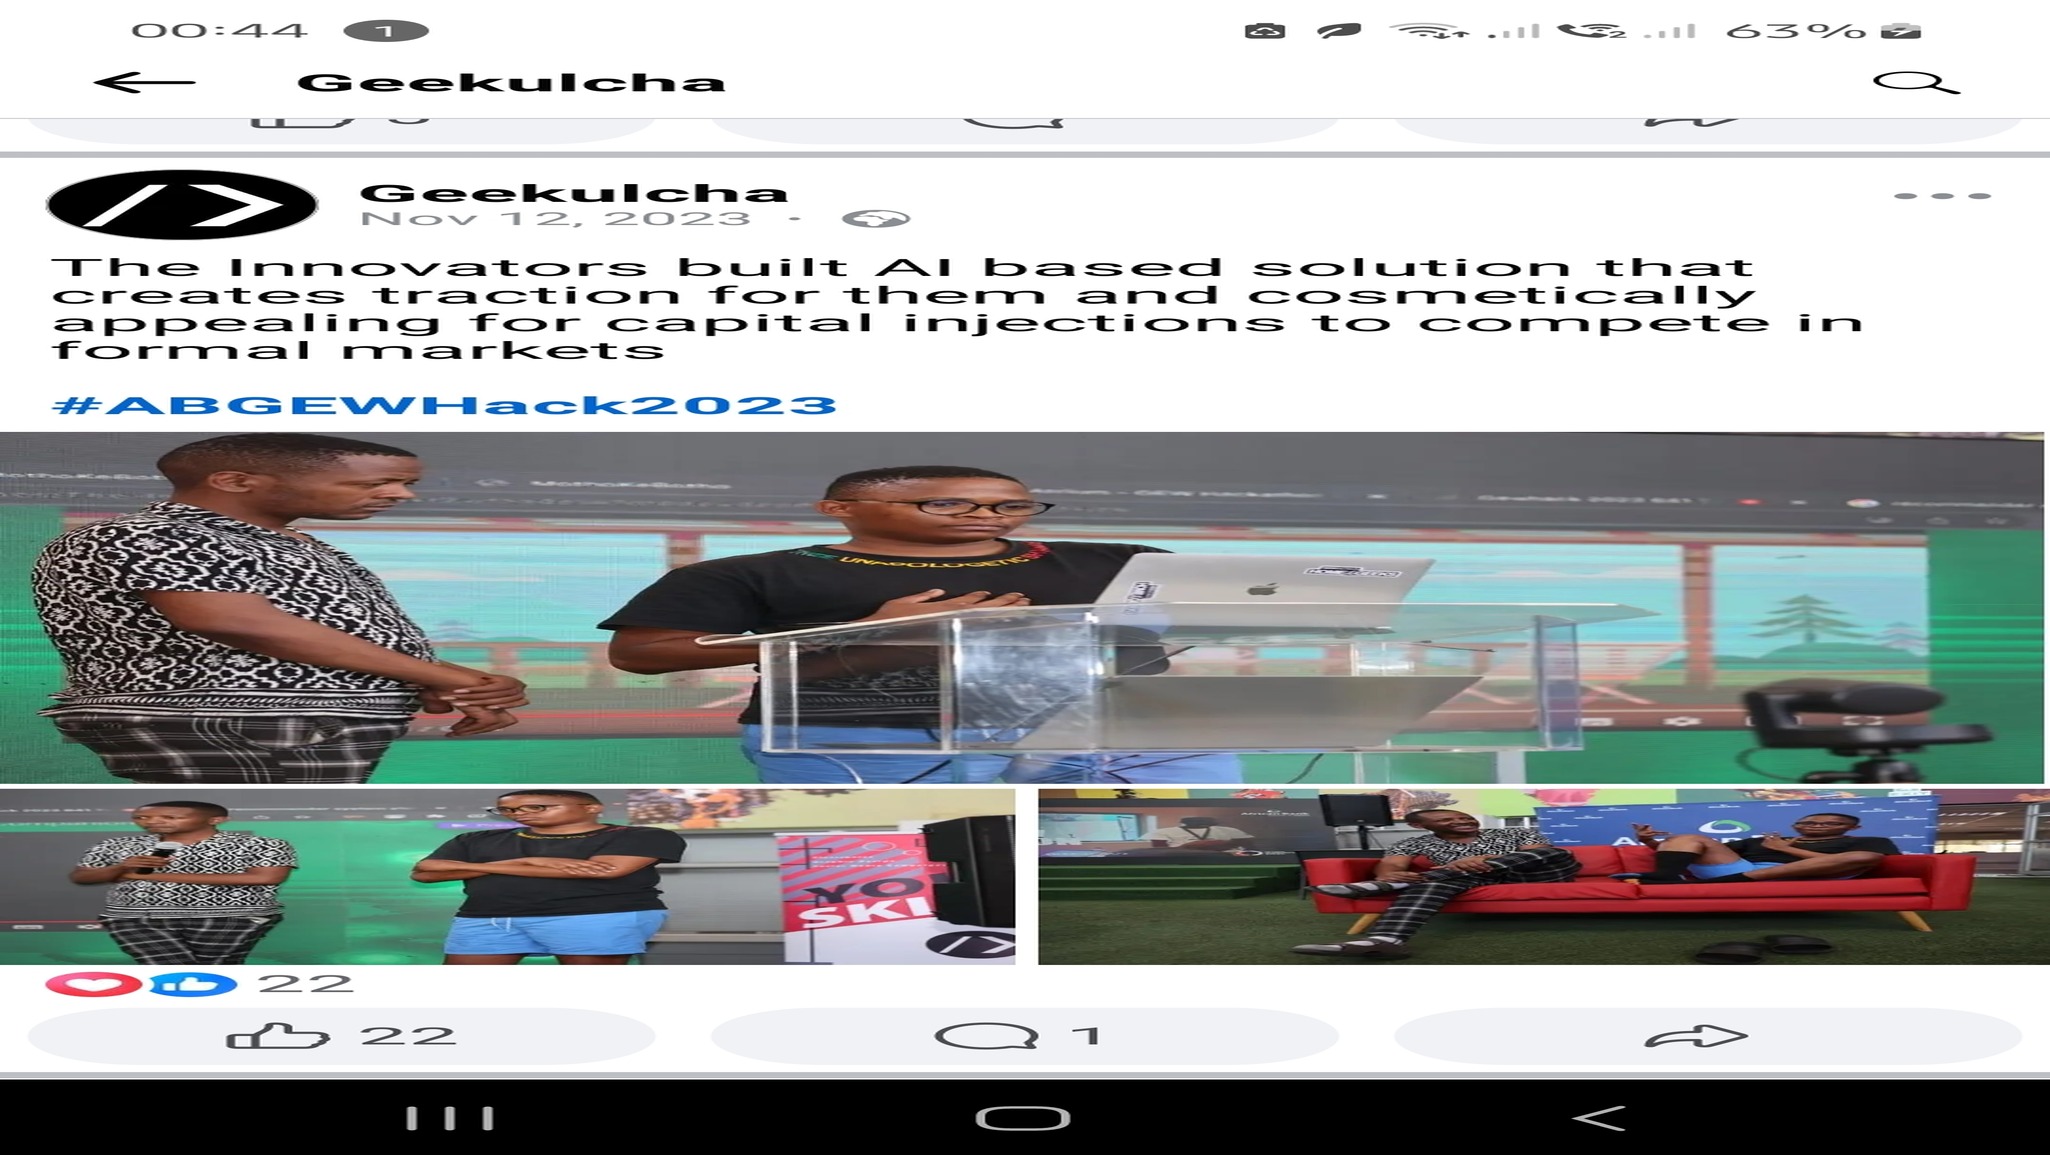 00:44 1 63%
Geekulcha
Geekulcha
Nov 12, 2023 ·
The Innovators built AI based solution that
creates traction for them and cosmetically
appealing for capital injections to compete in
formal markets
#ABGEWHack2023
UNAPOLOGETIC
YO
SKI
22
22 1